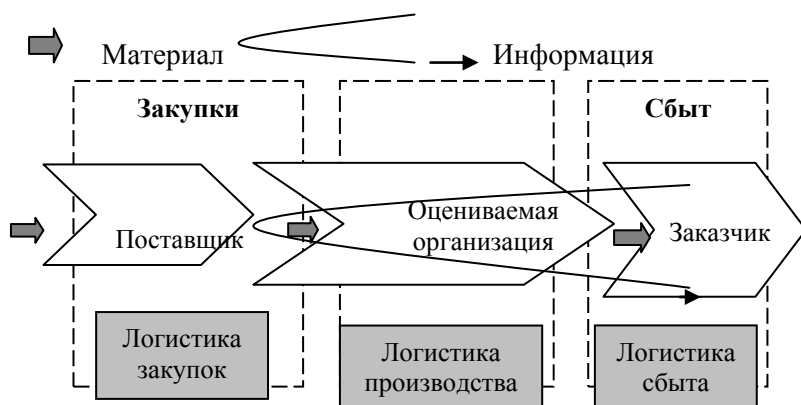 Материал
Информация
Закупки
Сбыт
Поставщик
Оцениваемая
организация
Заказчик
Логистика
закупок
Логистика
производства
Логистика
сбыта